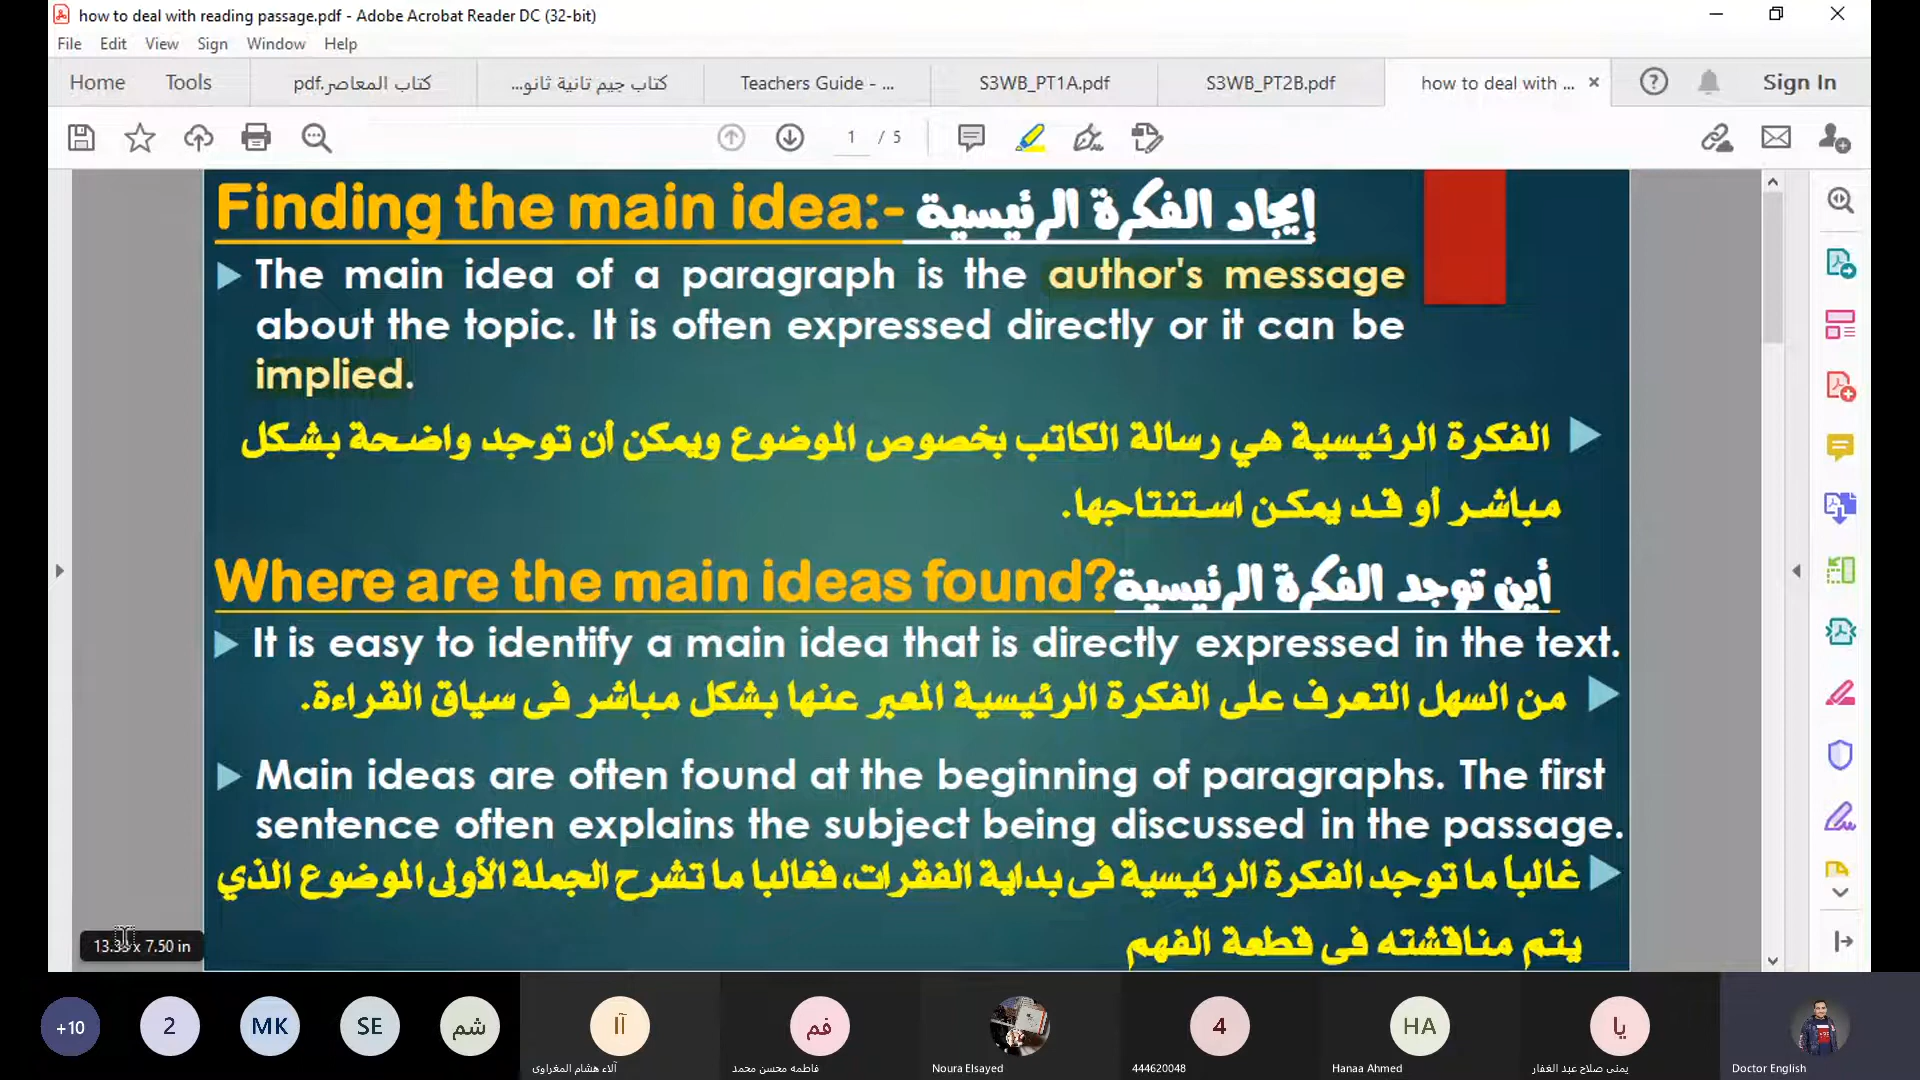 how to deal with reading passage.pdf - Adobe Acrobat Reader DC (32-bit)
File Edit View Sign Window Help
Home Tools كتاب المعاصر.pdf كتاب جيم تانية ثانو... Teachers Guide - ... S3WB_PT1A.pdf S3WB_PT2B.pdf how to deal with ... Sign In
1 / 5
Finding the main idea:- إيجاد الفكرة الرئيسية
The main idea of a paragraph is the author's message
about the topic. It is often expressed directly or it can be
implied.
الفكرة الرئيسية هي رسالة الكاتب بخصوص الموضوع ويمكن أن توجد واضحة بشكل
مباشر أو قد يمكن استنتاجها.
Where are the main ideas found? أين توجد الفكرة الرئيسية
It is easy to identify a main idea that is directly expressed in the text.
من السهل التعرف على الفكرة الرئيسية المعبر عنها بشكل مباشر فى سياق القراءة.
Main ideas are often found at the beginning of paragraphs. The first
sentence often explains the subject being discussed in the passage.
غالباً ما توجد الفكرة الرئيسية فى بداية الفقرات، فغالبا ما تشرح الجملة الأولى الموضوع الذي
يتم مناقشته فى قطعة الفهم
13.33 x 7.50 in
+10 2 MK SE شم آا فم 4 HA يا
آلاء هشام المغراوى فاطمه محسن محمد Noura Elsayed 444620048 Hanaa Ahmed يمنى صلاح عبد الغفار Doctor English